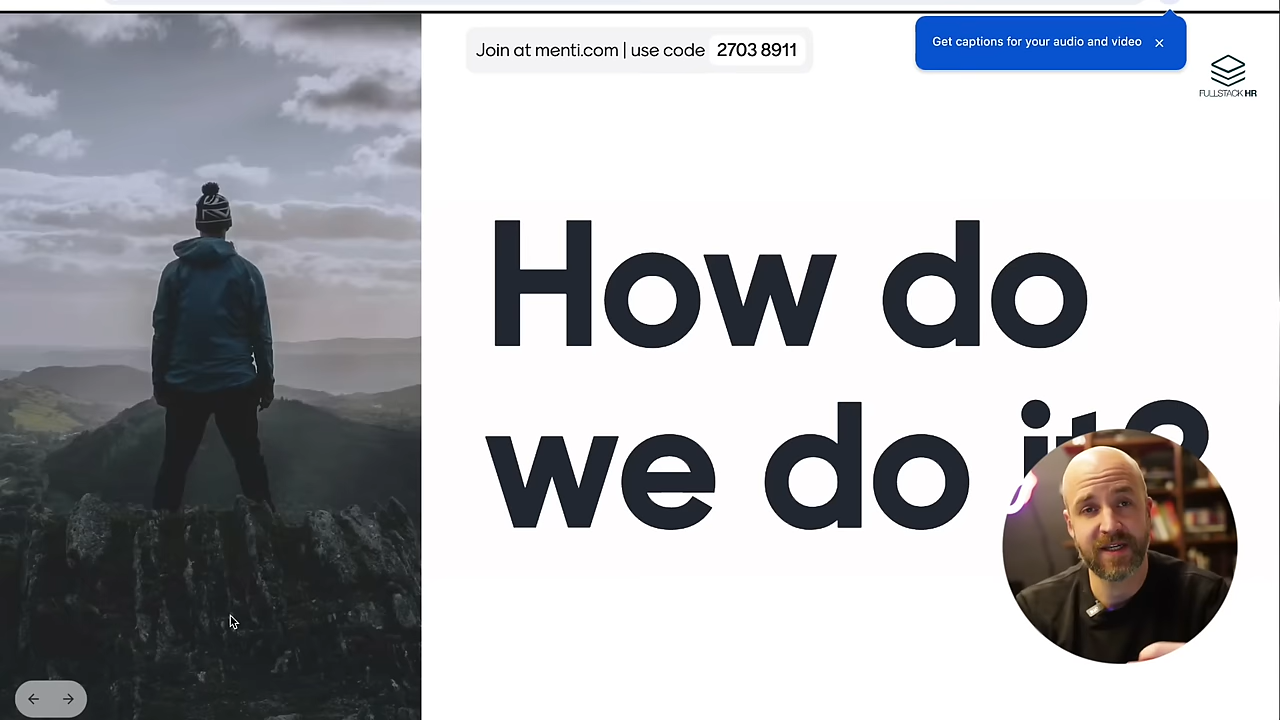 Join at menti.com | use code 2703 8911
Get captions for your audio and video
FULLSTACK HR
How do
we do it?